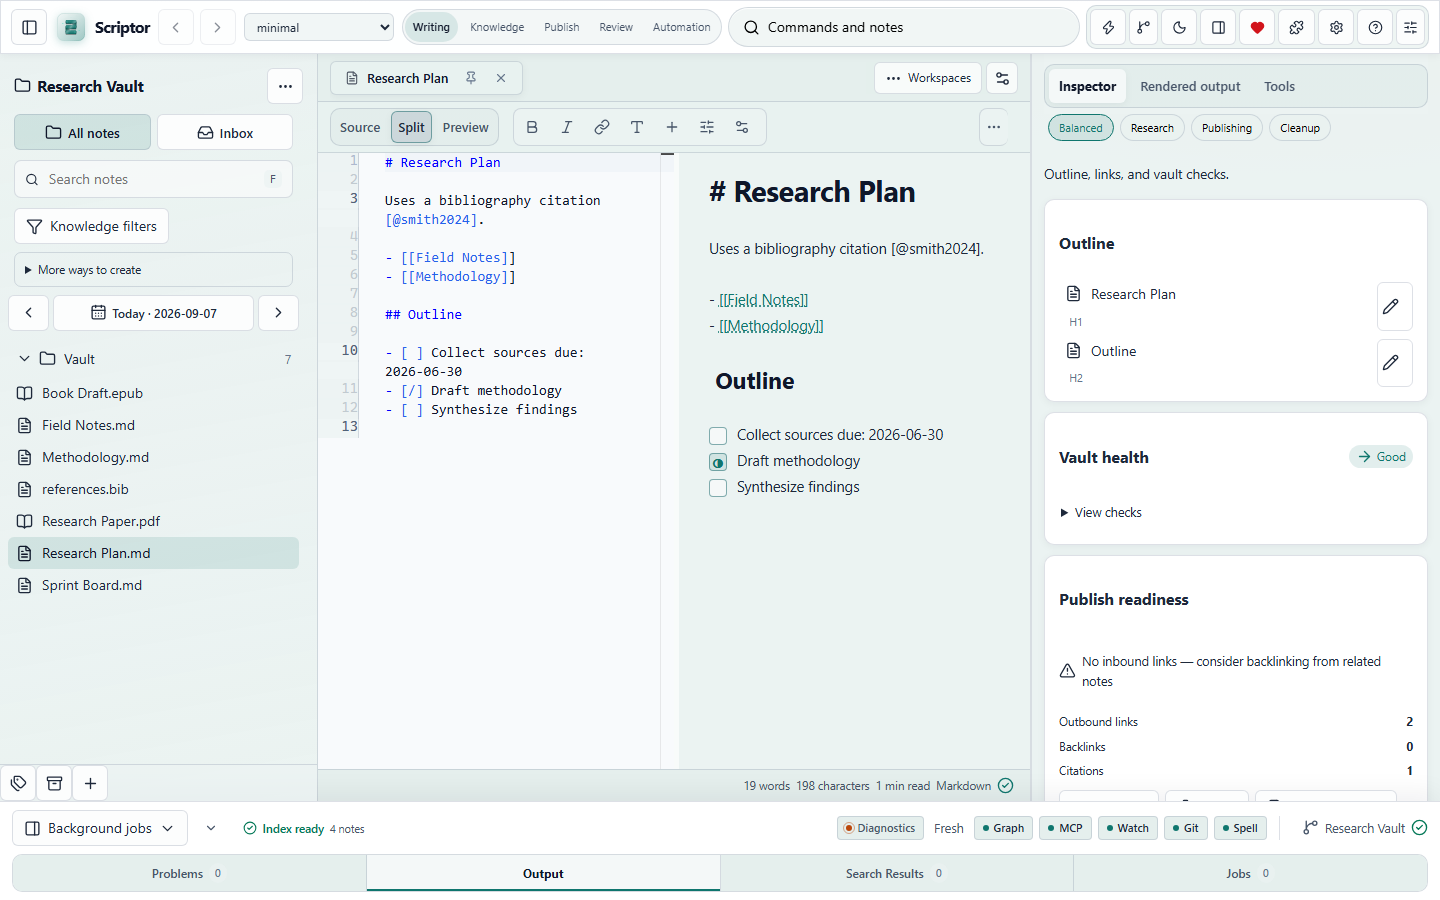 Scriptor
minimal
Writing
Knowledge
Publish
Review
Automation
Commands and notes
Research Vault
All notes
Inbox
Search notes
F
Knowledge filters
More ways to create
Today · 2026-09-07
Vault
7
Book Draft.epub
Field Notes.md
Methodology.md
references.bib
Research Paper.pdf
Research Plan.md
Sprint Board.md
Research Plan
Workspaces
Source
Split
Preview
B
I
T
1
# Research Plan
2
3
Uses a bibliography citation
[@smith2024].
4
5
- [[Field Notes]]
6
- [[Methodology]]
7
8
## Outline
9
10
- [ ] Collect sources due:
2026-06-30
11
- [/] Draft methodology
12
- [ ] Synthesize findings
13
# Research Plan
Uses a bibliography citation [@smith2024].
- [[Field Notes]]
- [[Methodology]]
Outline
Collect sources due: 2026-06-30
Draft methodology
Synthesize findings
19 words 198 characters 1 min read Markdown
Inspector
Rendered output
Tools
Balanced
Research
Publishing
Cleanup
Outline, links, and vault checks.
Outline
Research Plan
H1
Outline
H2
Vault health
Good
View checks
Publish readiness
No inbound links — consider backlinking from related
notes
Outbound links 2
Backlinks 0
Citations 1
Background jobs
Index ready 4 notes
Diagnostics
Fresh
Graph
MCP
Watch
Git
Spell
Research Vault
Problems 0
Output
Search Results 0
Jobs 0